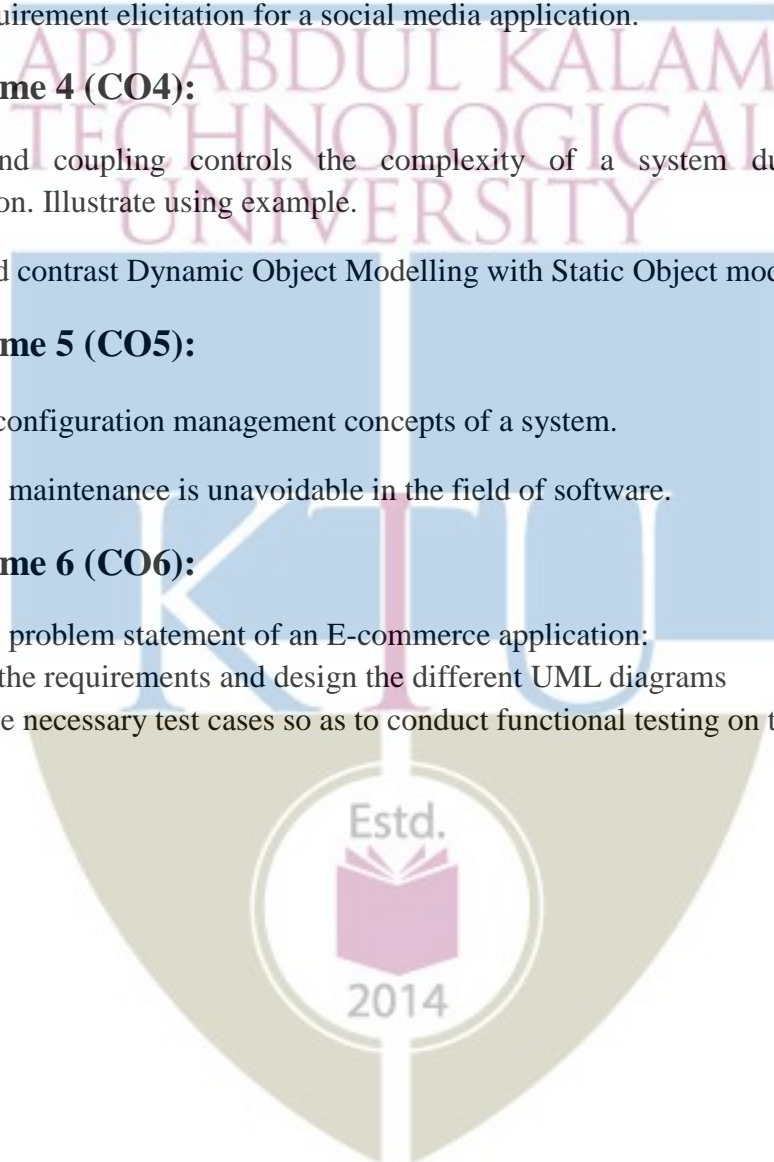 uirement elicitation for a social media application.
API ABDUL KALAM
me 4 (CO4):
TECHNOLOGICAL
nd coupling controls the complexity of a system du
on. Illustrate using example.
UNIVERSITY
d contrast Dynamic Object Modelling with Static Object mod
me 5 (CO5):
configuration management concepts of a system.
maintenance is unavoidable in the field of software.
KTU
me 6 (CO6):
problem statement of an E-commerce application:
the requirements and design the different UML diagrams
e necessary test cases so as to conduct functional testing on t
Estd.
2014